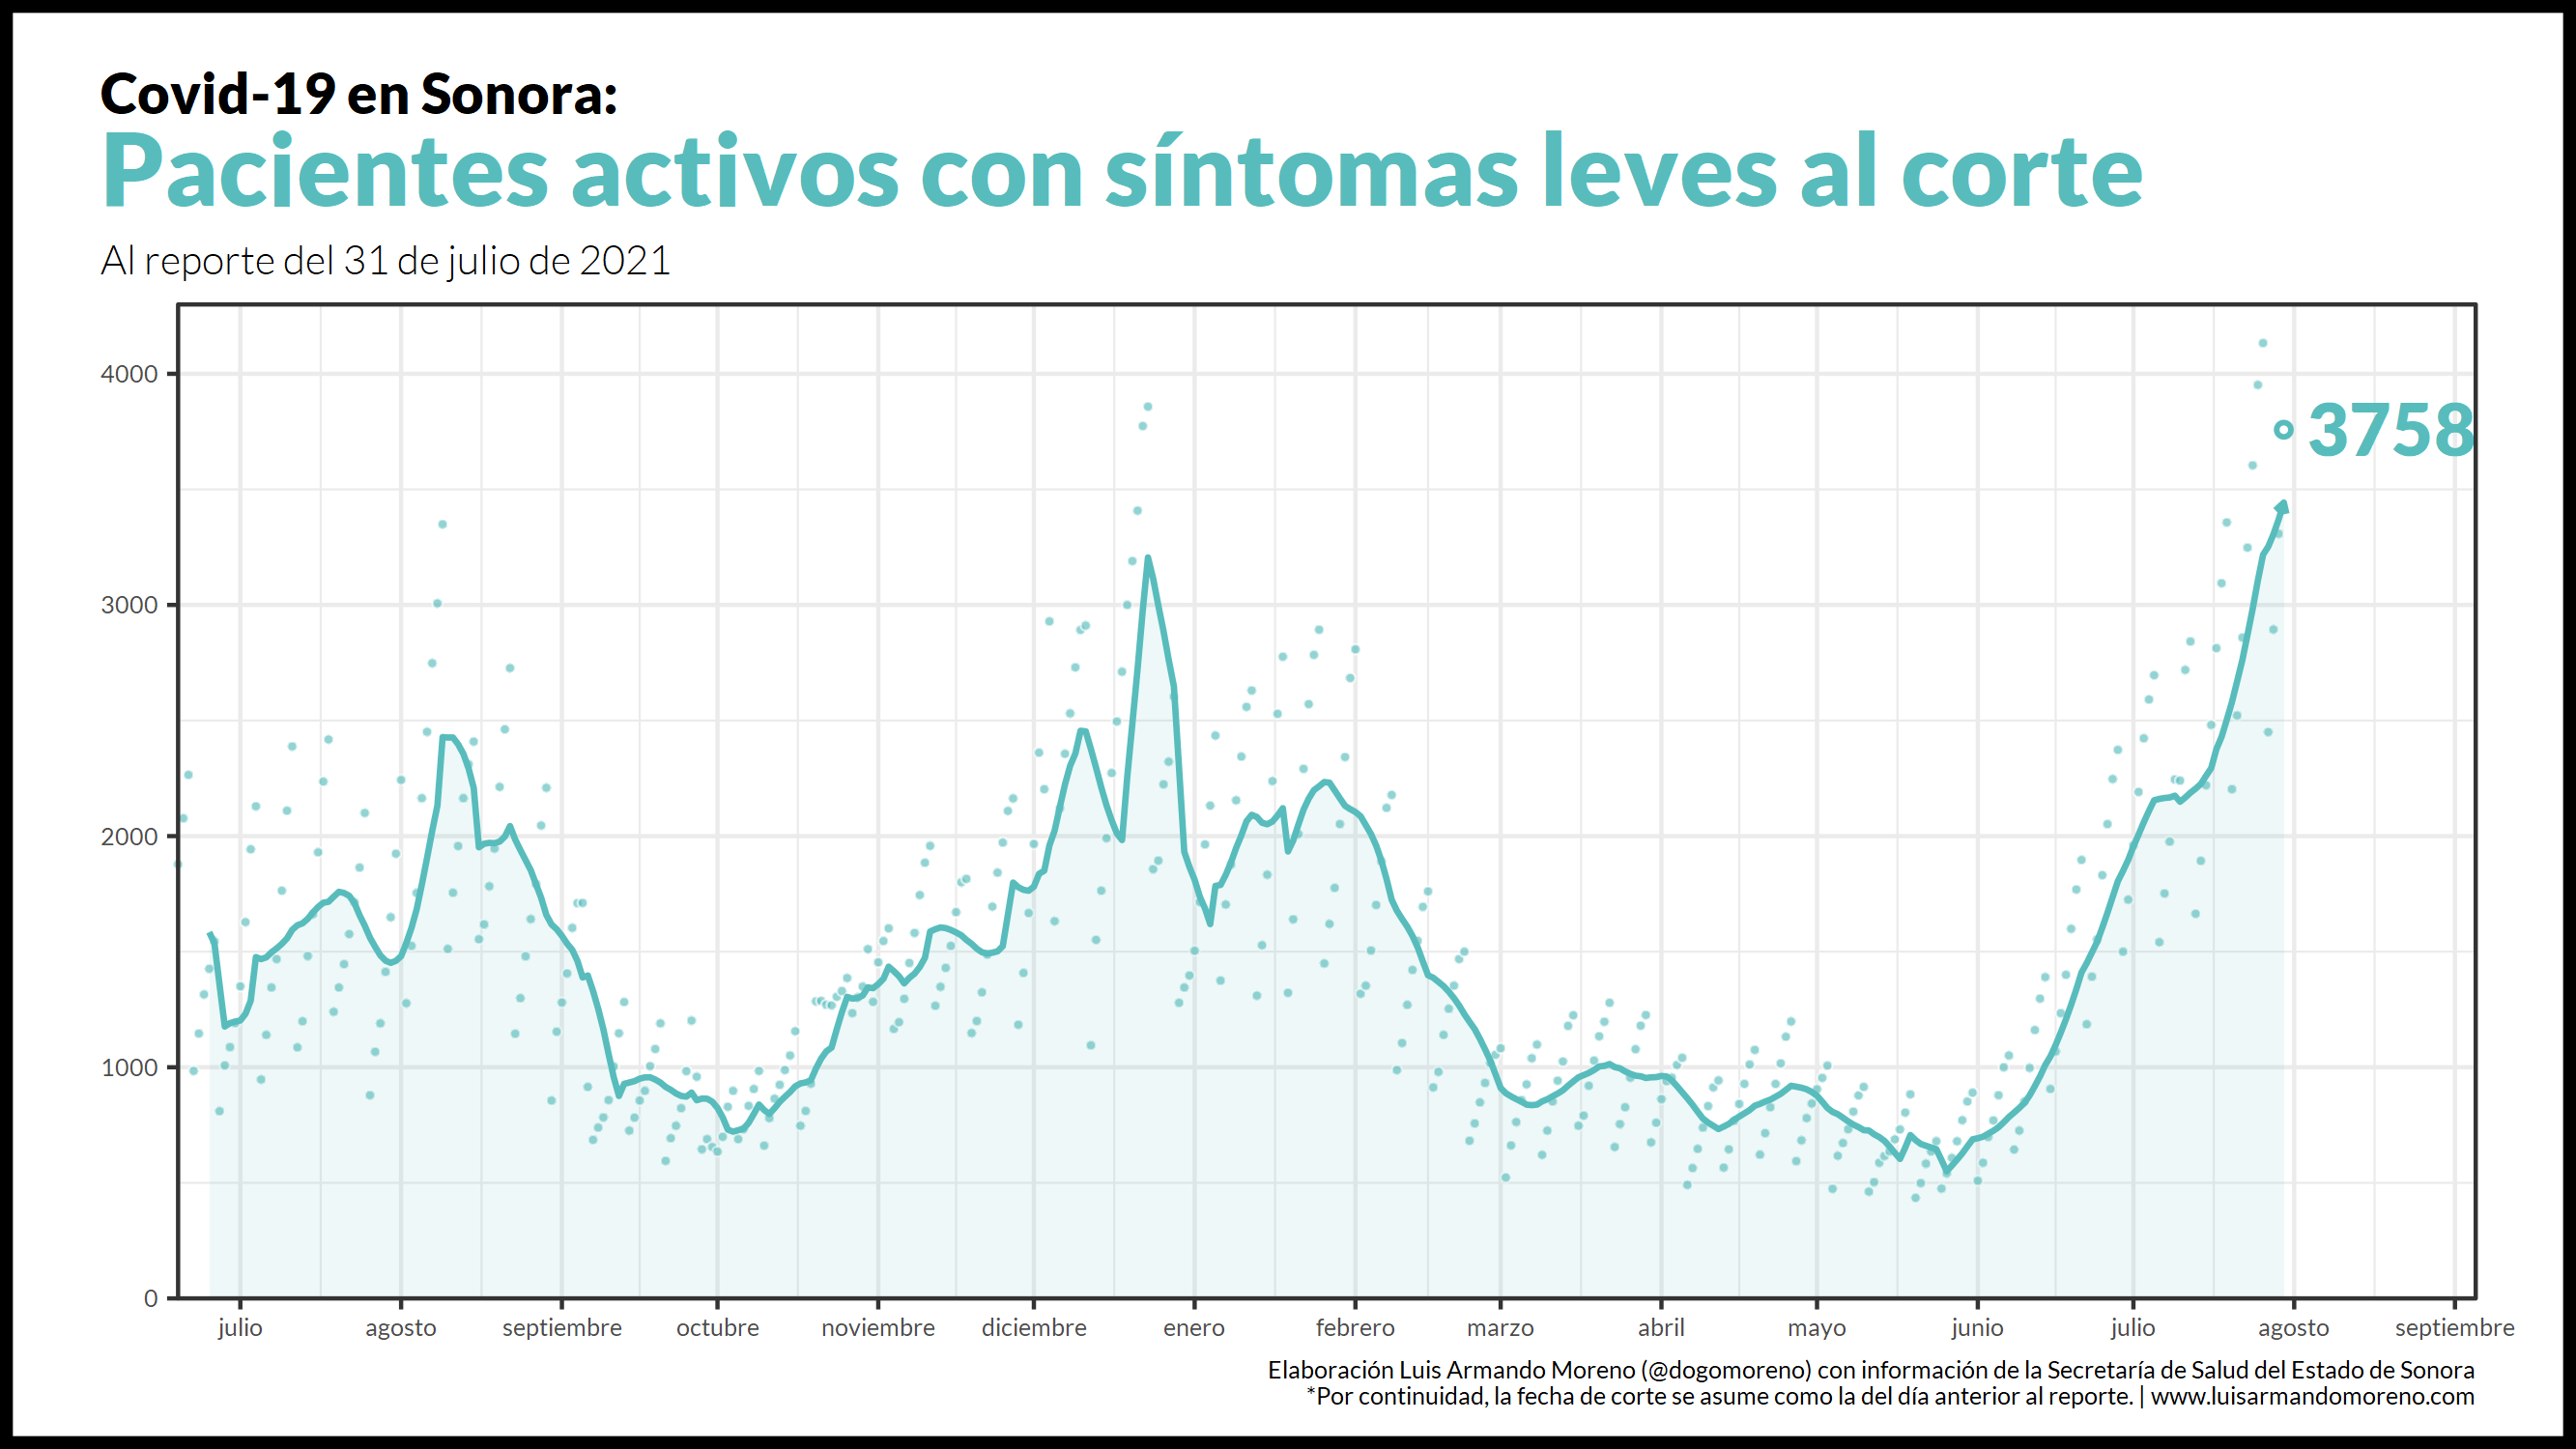 Covid-19 en Sonora:
Pacientes activos con síntomas leves al corte
Al reporte del 31 de julio de 2021
4000
3000
2000
1000
0
3758
julio agosto septiembre octubre noviembre diciembre enero febrero marzo abril mayo junio julio agosto septiembre
Elaboración Luis Armando Moreno (@dogomoreno) con información de la Secretaría de Salud del Estado de Sonora
*Por continuidad, la fecha de corte se asume como la del día anterior al reporte. | www.luisarmandomoreno.com